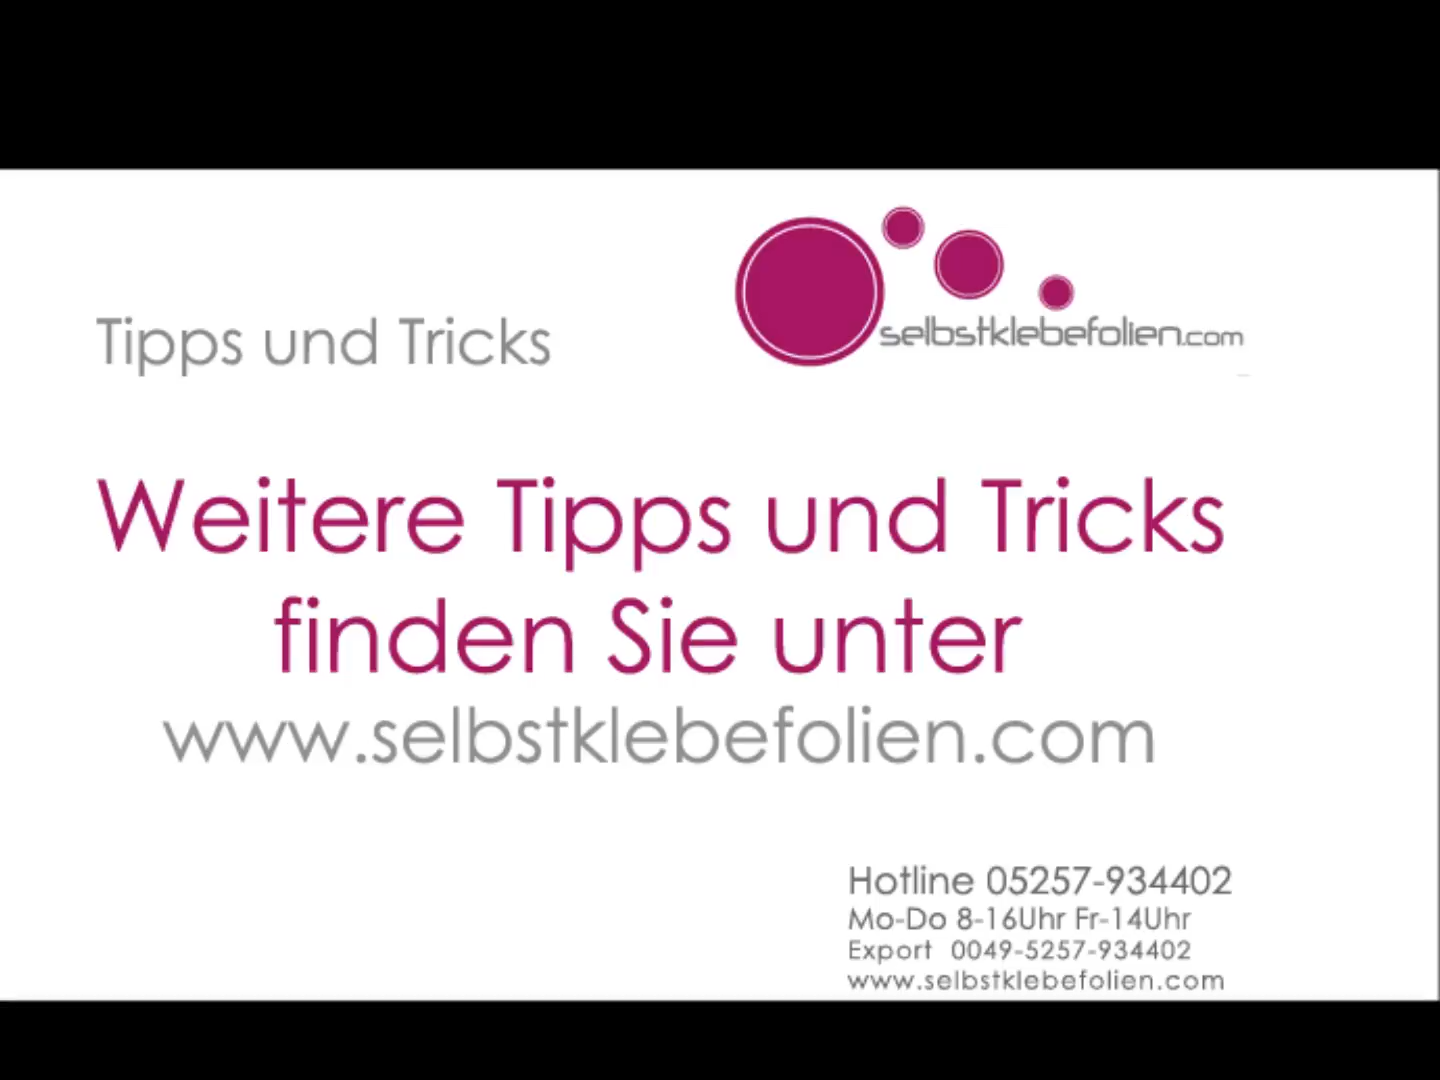 Tipps und Tricks
selbstklebefolien.com
Weitere Tipps und Tricks
finden Sie unter
www.selbstklebefolien.com
Hotline 05257-934402
Mo-Do 8-16Uhr Fr-14Uhr
Export 0049-5257-934402
www.selbstklebefolien.com